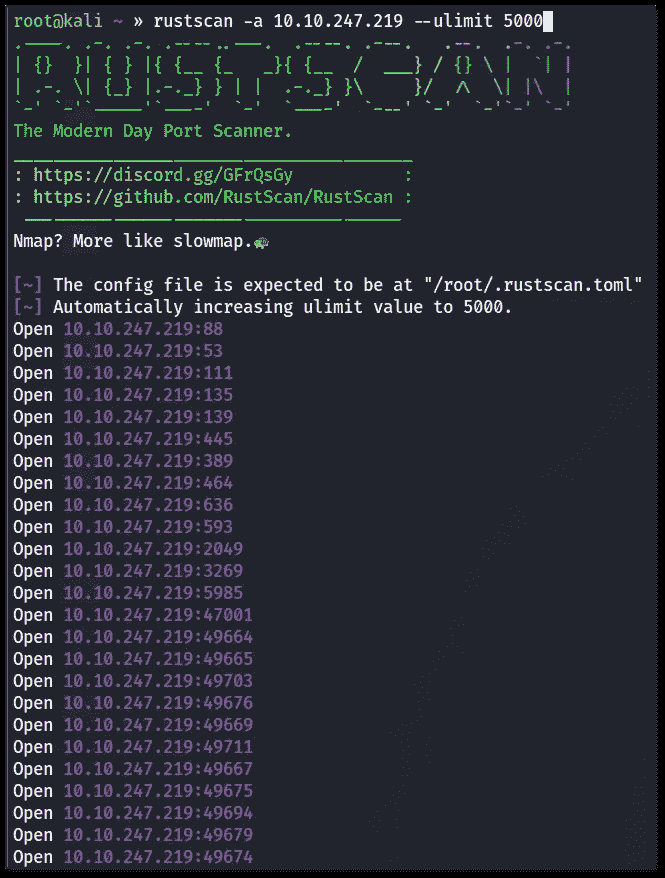 root@kali ~ » rustscan -a 10.10.247.219 --ulimit 5000
RUSTSCAN
The Modern Day Port Scanner.
: https://discord.gg/GFrQsGy :
: https://github.com/RustScan/RustScan :
Nmap? More like slowmap.🐢
[~] The config file is expected to be at "/root/.rustscan.toml"
[~] Automatically increasing ulimit value to 5000.
Open 10.10.247.219:88
Open 10.10.247.219:53
Open 10.10.247.219:111
Open 10.10.247.219:135
Open 10.10.247.219:139
Open 10.10.247.219:445
Open 10.10.247.219:389
Open 10.10.247.219:464
Open 10.10.247.219:636
Open 10.10.247.219:593
Open 10.10.247.219:2049
Open 10.10.247.219:3269
Open 10.10.247.219:5985
Open 10.10.247.219:47001
Open 10.10.247.219:49664
Open 10.10.247.219:49665
Open 10.10.247.219:49703
Open 10.10.247.219:49676
Open 10.10.247.219:49669
Open 10.10.247.219:49711
Open 10.10.247.219:49667
Open 10.10.247.219:49675
Open 10.10.247.219:49694
Open 10.10.247.219:49679
Open 10.10.247.219:49674